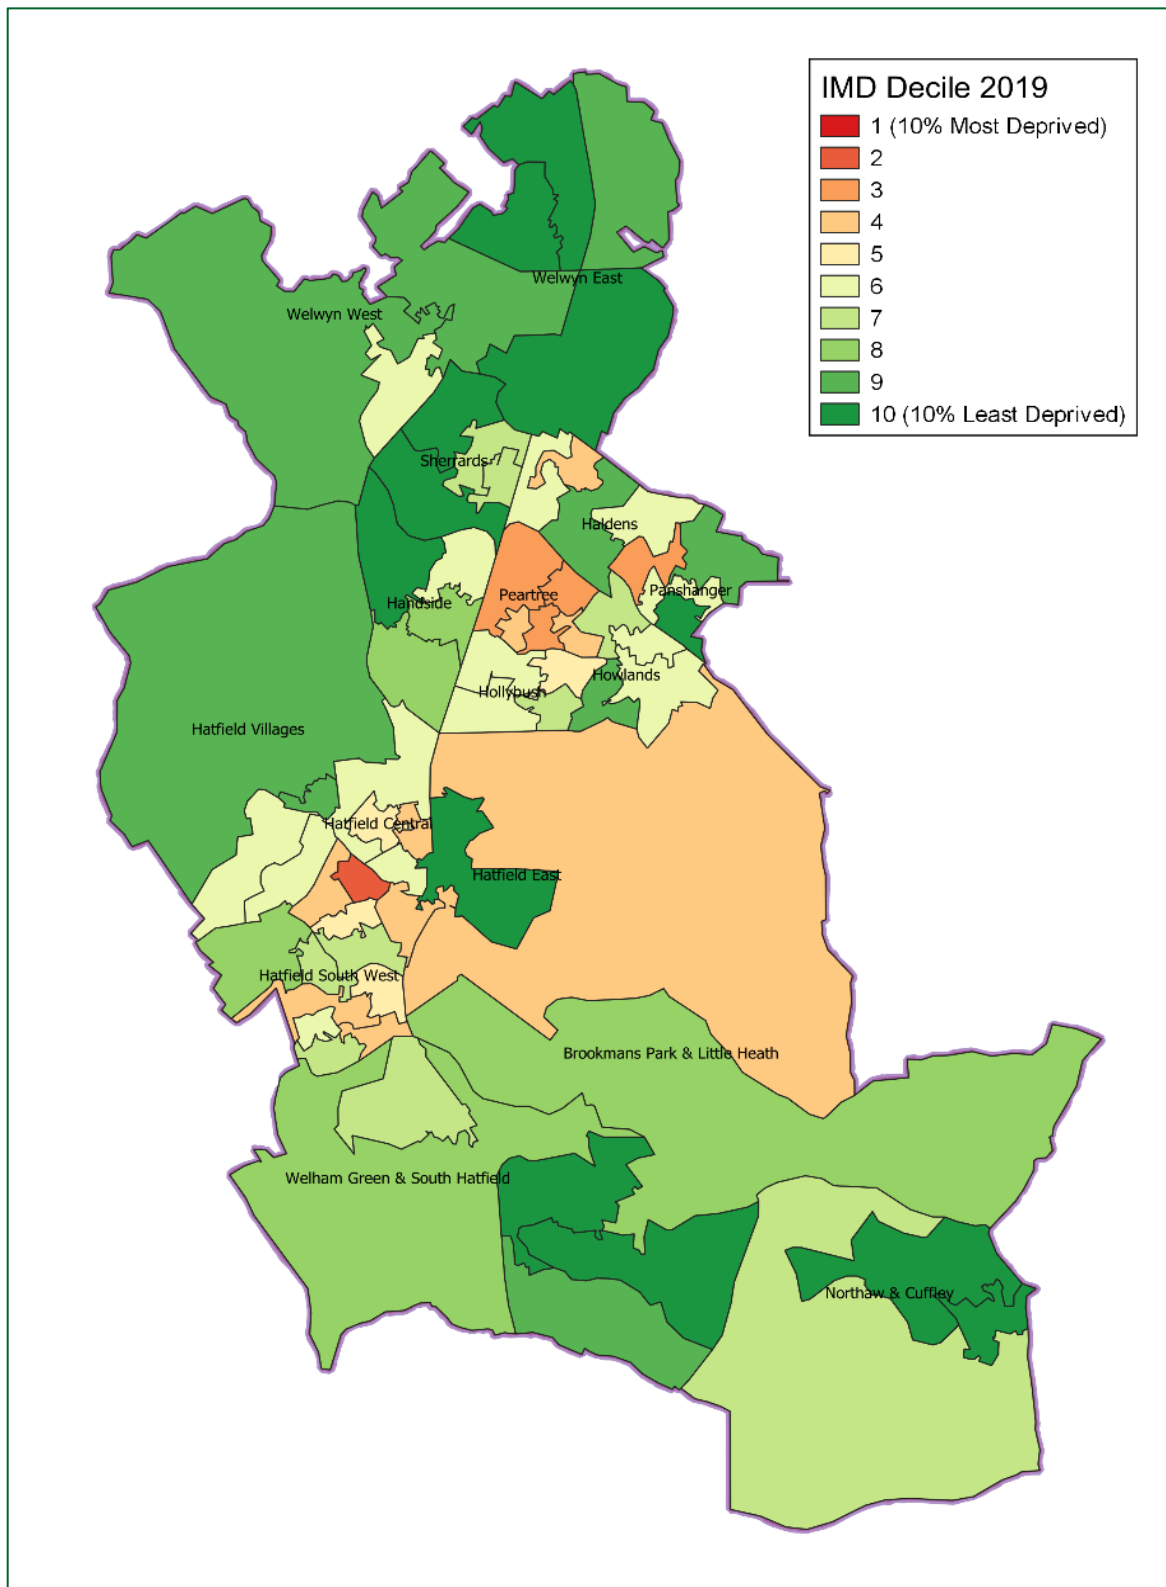 IMD Decile 2019
1 (10% Most Deprived)
2
3
4
5
6
7
8
9
10 (10% Least Deprived)
Welwyn East
Welwyn West
Sherrards
Haldens
Panshanger
Peartree
Handside
Howlands
Hollybush
Hatfield Villages
Hatfield Central
Hatfield East
Hatfield South West
Brookmans Park & Little Heath
Welham Green & South Hatfield
Northaw & Cuffley